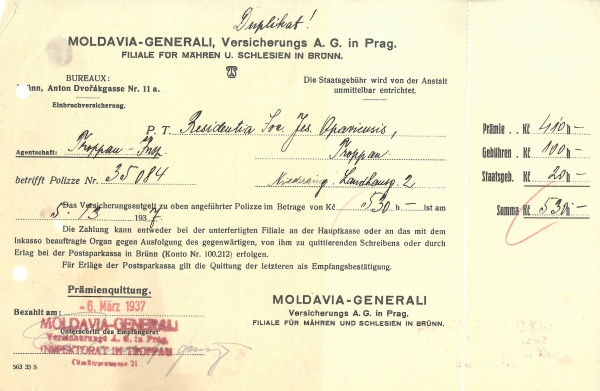 Duplikat!
MOLDAVIA-GENERALI, Versicherungs A. G. in Prag.
FILIALE FÜR MÄHREN U. SCHLESIEN IN BRÜNN.
BUREAUX:
Brünn, Anton Dvořákgasse Nr. 11 a.
Einbruchversicherung.
Die Staatsgebühr wird von der Anstalt
unmittelbar entrichtet.
P. T. Residentia Soc. Jes. Opaviensis,
Agentschaft: Troppau - Insp. Troppau
betrifft Polizze Nr. 35084 Landhausg. 2
Das Versicherungsentgelt zu oben angeführter Polizze im Betrage von Kč 530 h — ist am
5. 13 1937
Die Zahlung kann entweder bei der unterfertigten Filiale an der Hauptkasse oder an das mit dem
Inkasso beauftragte Organ gegen Ausfolgung des gegenwärtigen, von ihm zu quittierenden Schreibens oder durch
Erlag bei der Postsparkassa in Brünn (Konto Nr. 100.212) erfolgen.
Für Erläge der Postsparkassa gilt die Quittung der letzteren als Empfangsbestätigung.
Prämie . . Kč 410 h —
Gebühren . Kč 100 h —
Staatsgeb. Kč 20 h —
Summa Kč 530 h —
Prämienquittung.
Bezahlt am: - 6. März 1937
MOLDAVIA-GENERALI
Versicherungs A. G. in Prag.
Unterschrift des Empfängers:
INSPEKTORAT IN TROPPAU
MOLDAVIA-GENERALI
Versicherungs A. G. in Prag.
FILIALE FÜR MÄHREN UND SCHLESIEN IN BRÜNN.
563 35 S